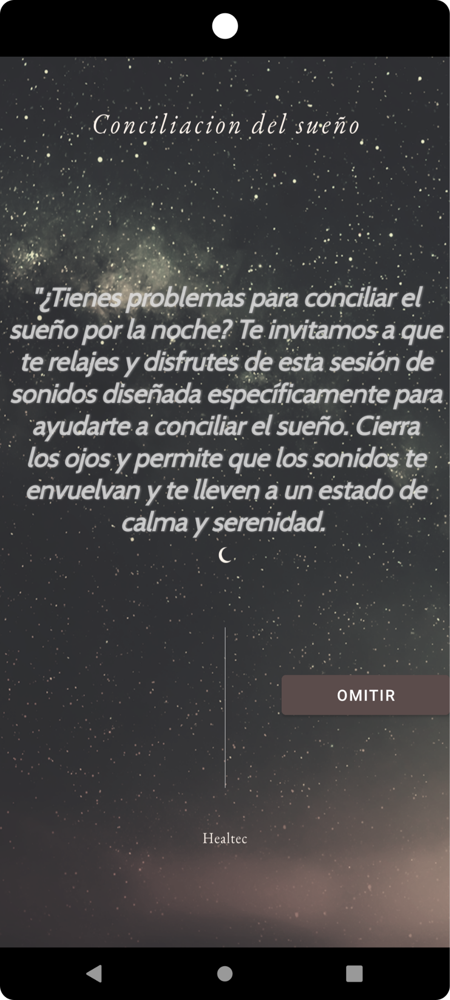 Conciliacion del sueño
"¿Tienes problemas para conciliar el
sueño por la noche? Te invitamos a que
te relajes y disfrutes de esta sesión de
sonidos diseñada específicamente para
ayudarte a conciliar el sueño. Cierra
los ojos y permite que los sonidos te
envuelvan y te lleven a un estado de
calma y serenidad.
OMITIR
Healtec